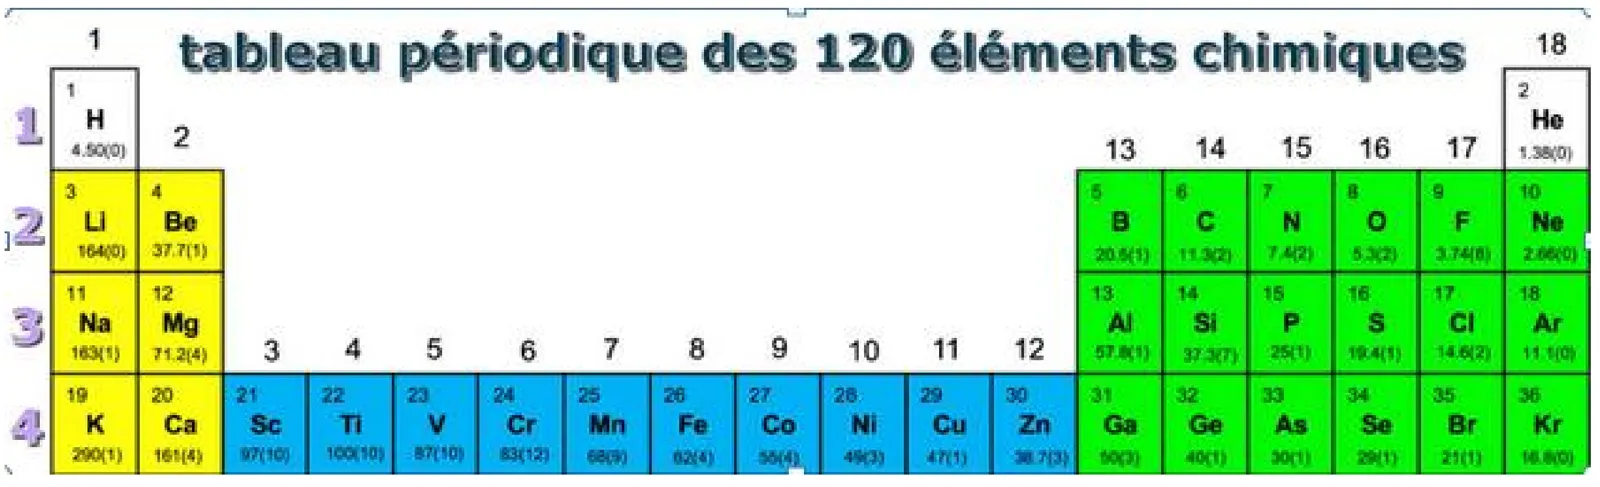 1 tableau périodique des 120 éléments chimiques 18
1 2
H He
1 4.50(0) 2 13 14 15 16 17 1.38(0)
3 4 5 6 7 8 9 10
Li Be B C N O F Ne
2 164(0) 37.7(1) 20.5(1) 11.3(2) 7.4(2) 5.3(2) 3.74(8) 2.66(0)
11 12 13 14 15 16 17 18
Na Mg Al Si P S Cl Ar
3 163(1) 71.2(4) 3 4 5 6 7 8 9 10 11 12 57.8(1) 37.3(7) 25(1) 19.4(1) 14.6(2) 11.1(0)
19 20 21 22 23 24 25 26 27 28 29 30 31 32 33 34 35 36
K Ca Sc Ti V Cr Mn Fe Co Ni Cu Zn Ga Ge As Se Br Kr
4 290(1) 161(4) 97(10) 100(10) 87(10) 83(12) 68(9) 62(4) 55(4) 49(3) 47(1) 38.7(3) 50(3) 40(1) 30(1) 29(1) 21(1) 16.8(0)